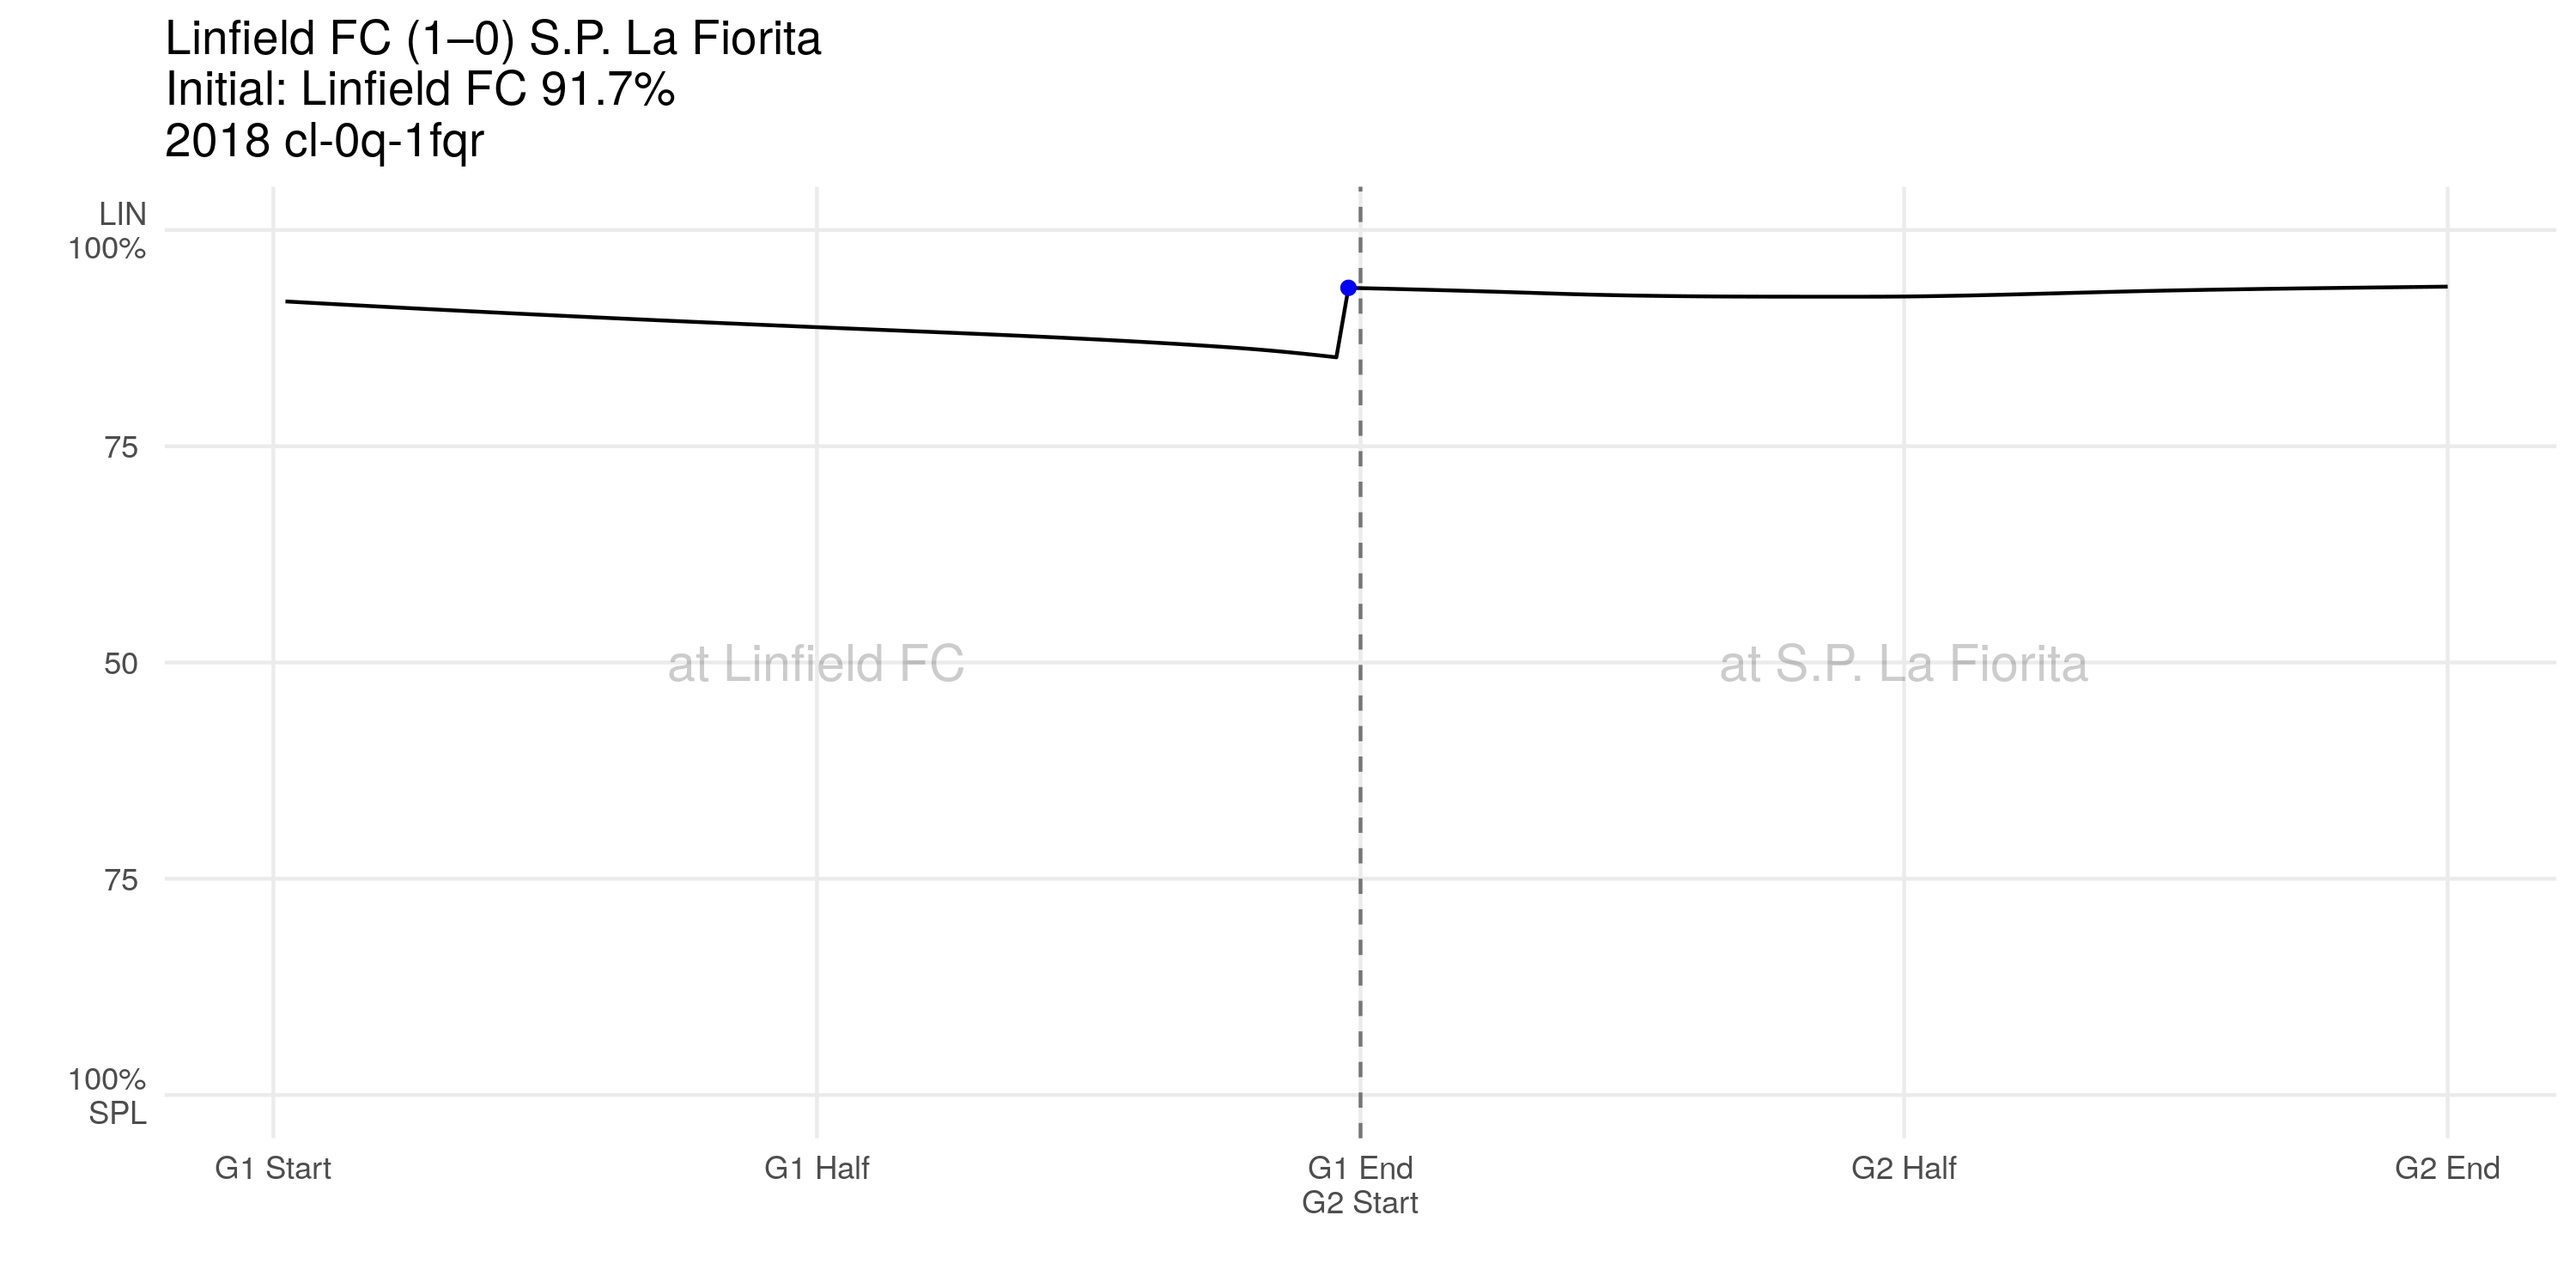 Linfield FC (1–0) S.P. La Fiorita
Initial: Linfield FC 91.7%
2018 cl-0q-1fqr
LIN
100%
75
50
75
100%
SPL
at Linfield FC
at S.P. La Fiorita
G1 Start
G1 Half
G1 End
G2 Start
G2 Half
G2 End